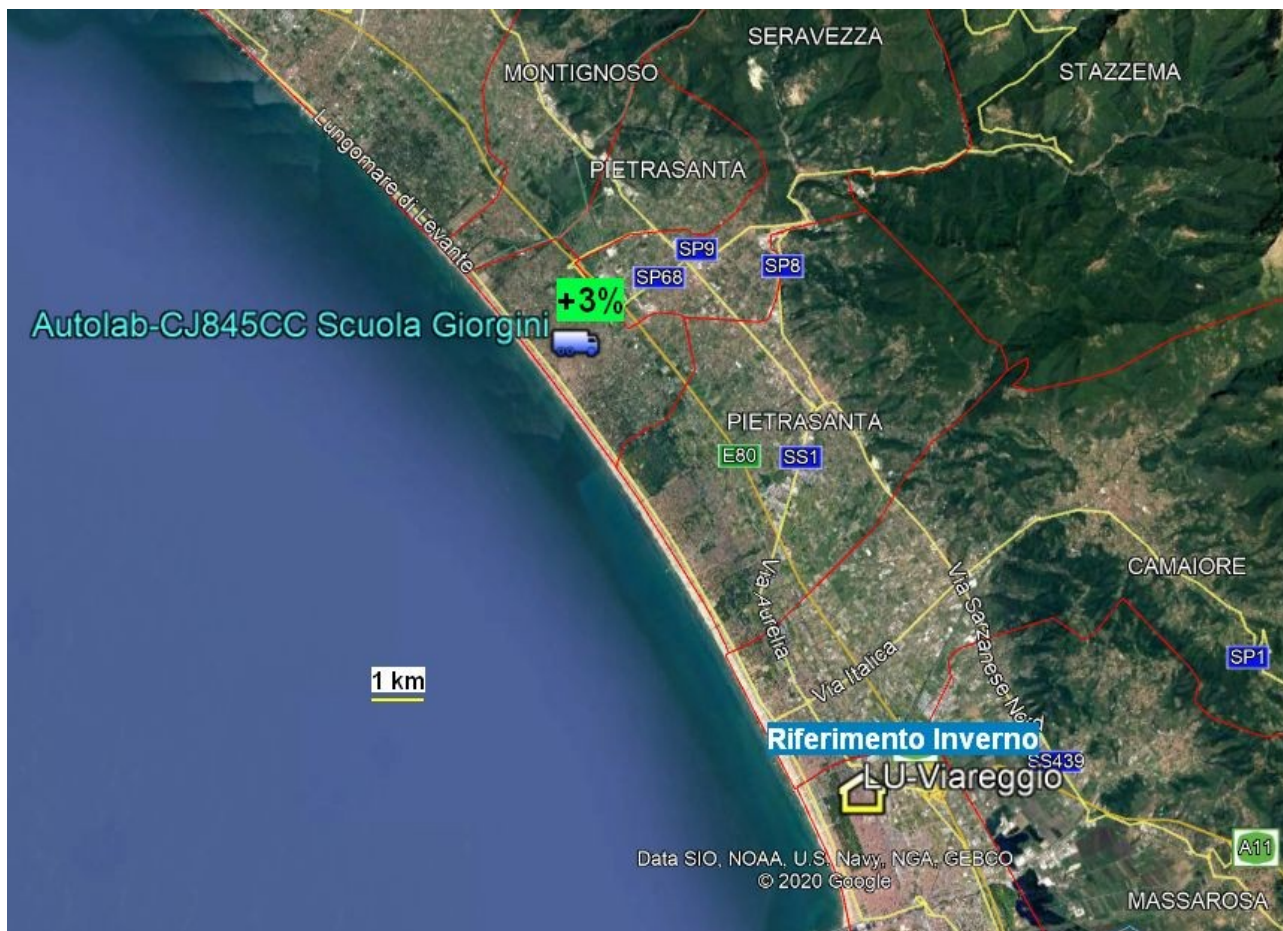 SERAVEZZA
MONTIGNOSO
STAZZEMA
Lungomare di Levante
PIETRASANTA
SP9
SP68
SP8
+3%
Autolab-CJ845CC Scuola Giorgini
PIETRASANTA
E80
SS1
Via Aurelia
Via Sarzanese Nord
CAMAIORE
Via Italica
SP1
1 km
Riferimento Inverno
SS439
LU-Viareggio
A11
Data SIO, NOAA, U.S. Navy, NGA, GEBCO
© 2020 Google
MASSAROSA